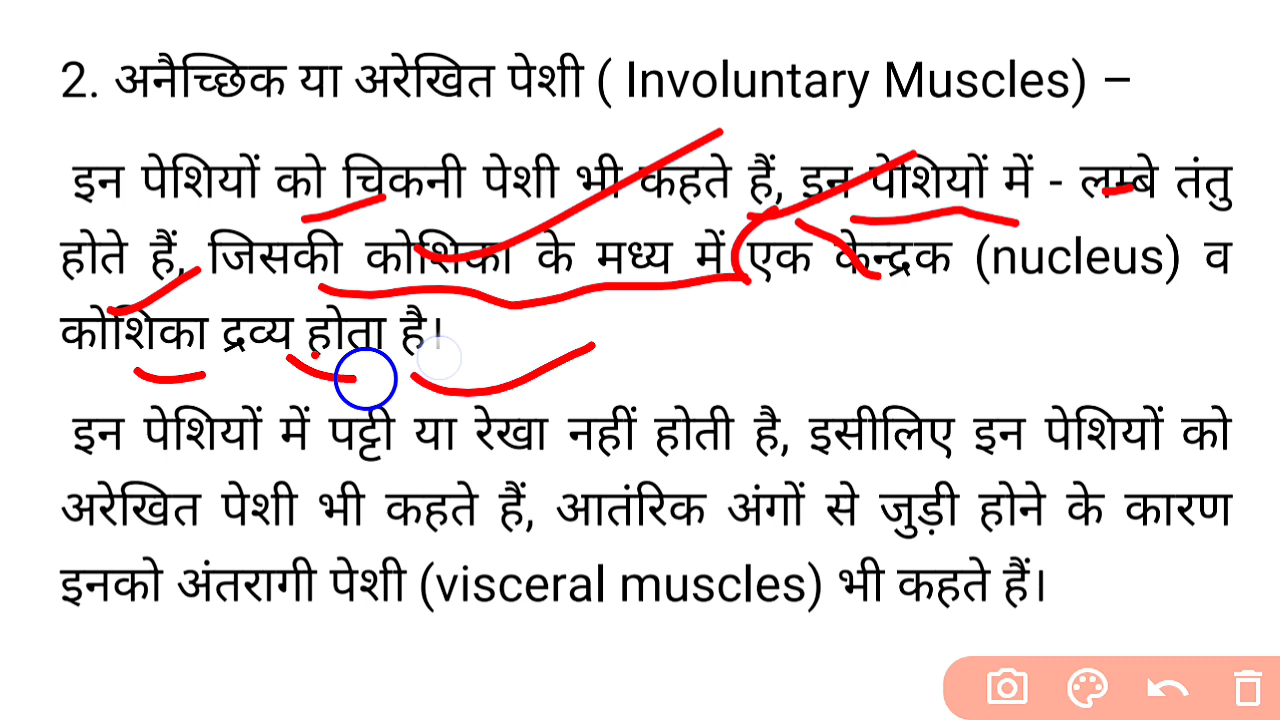 2. अनैच्छिक या अरेखित पेशी ( Involuntary Muscles) –
इन पेशियों को चिकनी पेशी भी कहते हैं, इन पेशियों में - लम्बे तंतु
होते हैं, जिसकी कोशिका के मध्य में एक केन्द्रक (nucleus) व
कोशिका द्रव्य होता है।
इन पेशियों में पट्टी या रेखा नहीं होती है, इसीलिए इन पेशियों को
अरेखित पेशी भी कहते हैं, आतंरिक अंगों से जुड़ी होने के कारण
इनको अंतरागी पेशी (visceral muscles) भी कहते हैं।